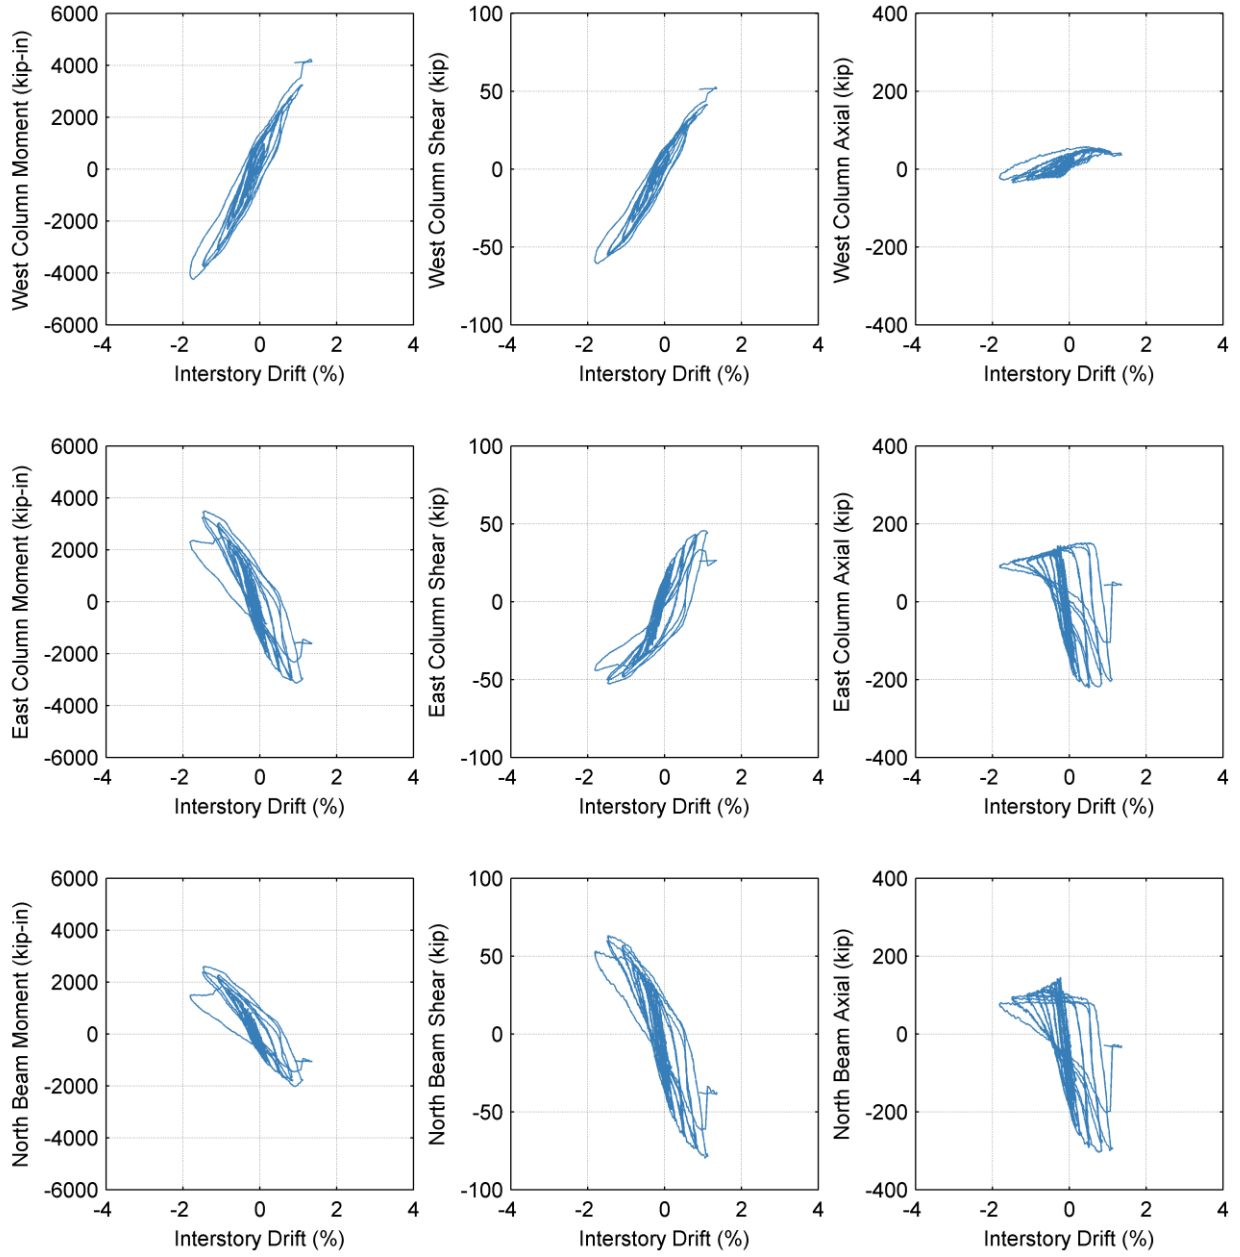 West Column Moment (kip-in)
6000
4000
2000
0
-2000
-4000
-6000
-4 -2 0 2 4
Interstory Drift (%)
West Column Shear (kip)
100
50
0
-50
-100
-4 -2 0 2 4
Interstory Drift (%)
West Column Axial (kip)
400
200
0
-200
-400
-4 -2 0 2 4
Interstory Drift (%)
East Column Moment (kip-in)
6000
4000
2000
0
-2000
-4000
-6000
-4 -2 0 2 4
Interstory Drift (%)
East Column Shear (kip)
100
50
0
-50
-100
-4 -2 0 2 4
Interstory Drift (%)
East Column Axial (kip)
400
200
0
-200
-400
-4 -2 0 2 4
Interstory Drift (%)
North Beam Moment (kip-in)
6000
4000
2000
0
-2000
-4000
-6000
-4 -2 0 2 4
Interstory Drift (%)
North Beam Shear (kip)
100
50
0
-50
-100
-4 -2 0 2 4
Interstory Drift (%)
North Beam Axial (kip)
400
200
0
-200
-400
-4 -2 0 2 4
Interstory Drift (%)